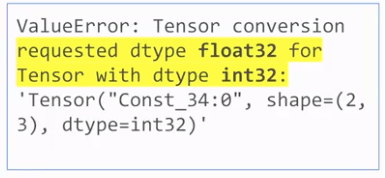 ValueError: Tensor conversion
requested dtype float32 for
Tensor with dtype int32:
'Tensor("Const_34:0", shape=(2,
3), dtype=int32)'